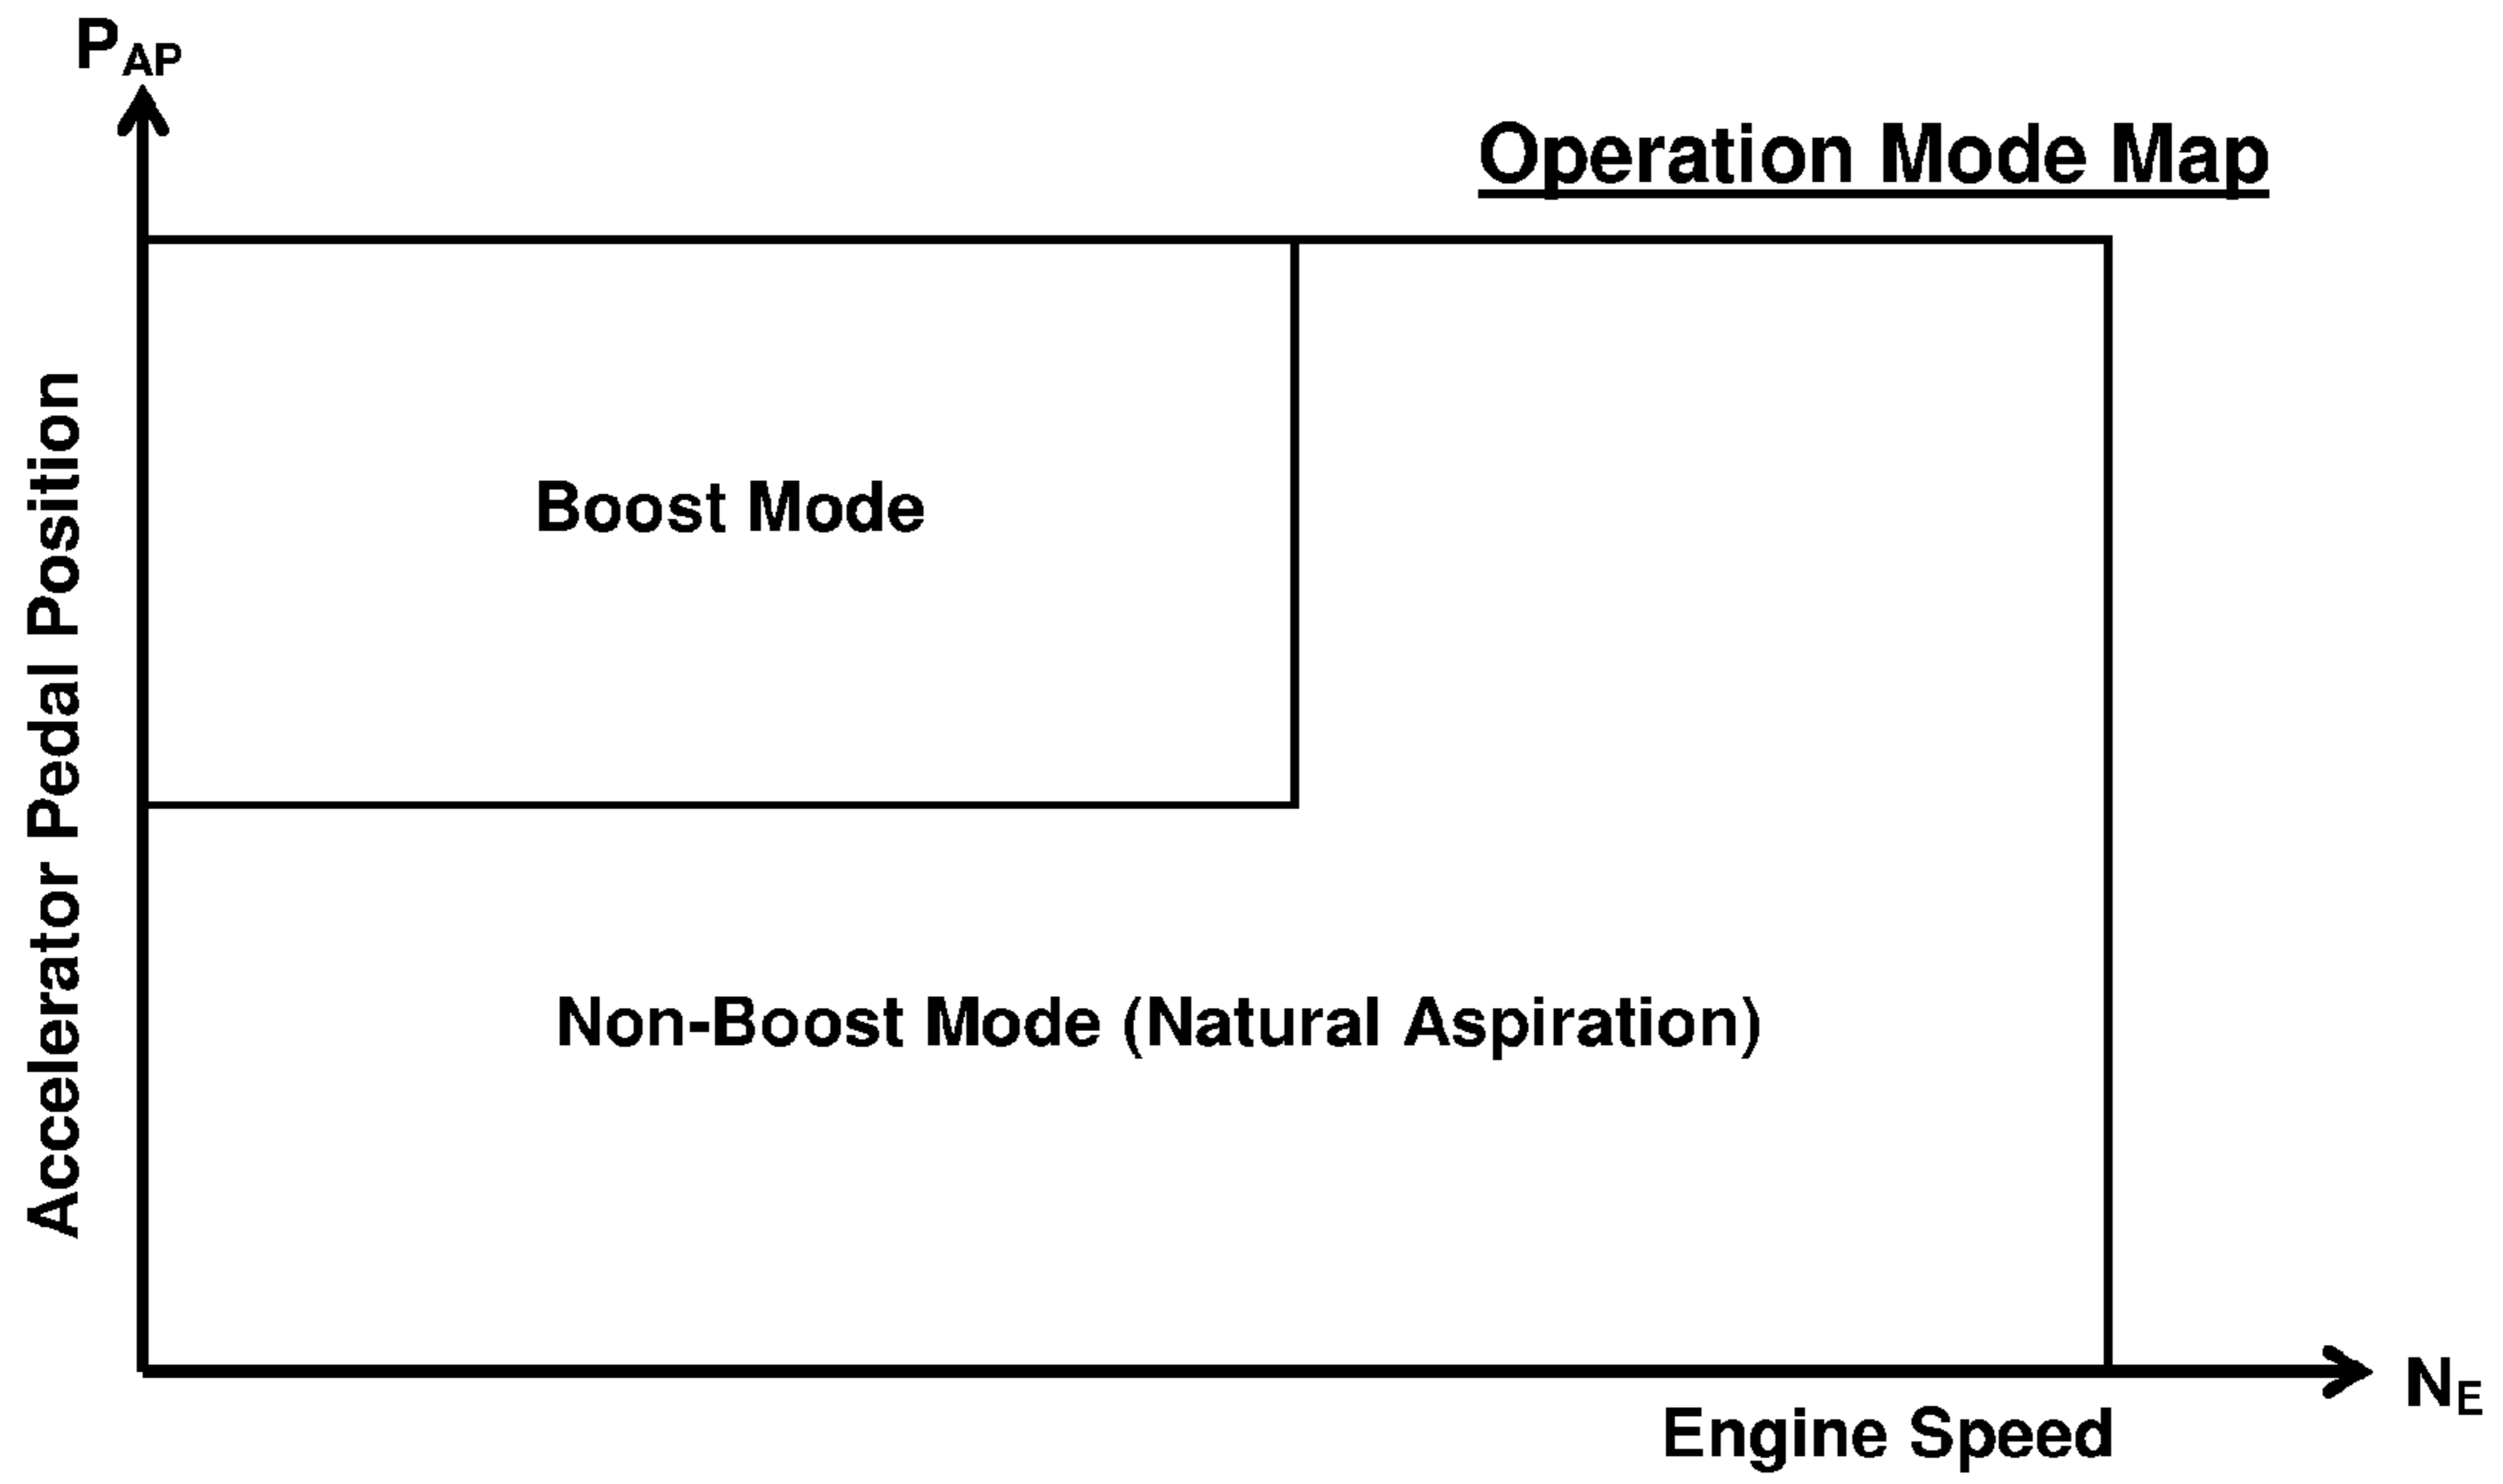 PAP
Operation Mode Map
Accelerator Pedal Position
Boost Mode
Non-Boost Mode (Natural Aspiration)
NE
Engine Speed